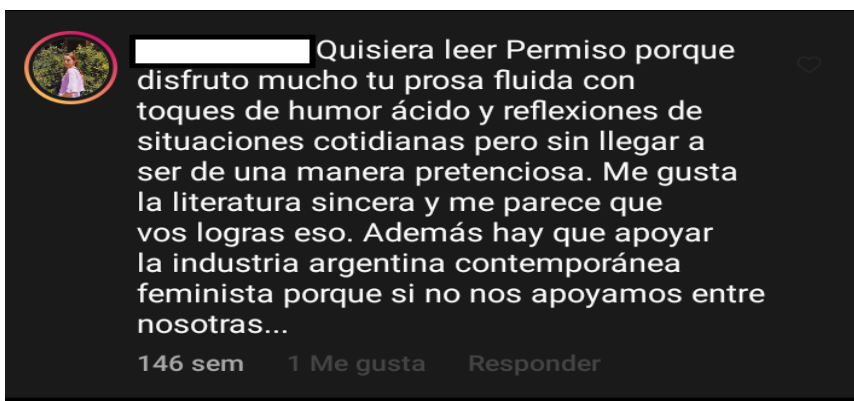 Quisiera leer Permiso porque
disfruto mucho tu prosa fluida con
toques de humor ácido y reflexiones de
situaciones cotidianas pero sin llegar a
ser de una manera pretenciosa. Me gusta
la literatura sincera y me parece que
vos logras eso. Además hay que apoyar
la industria argentina contemporánea
feminista porque si no nos apoyamos entre
nosotras...
146 sem 1 Me gusta Responder